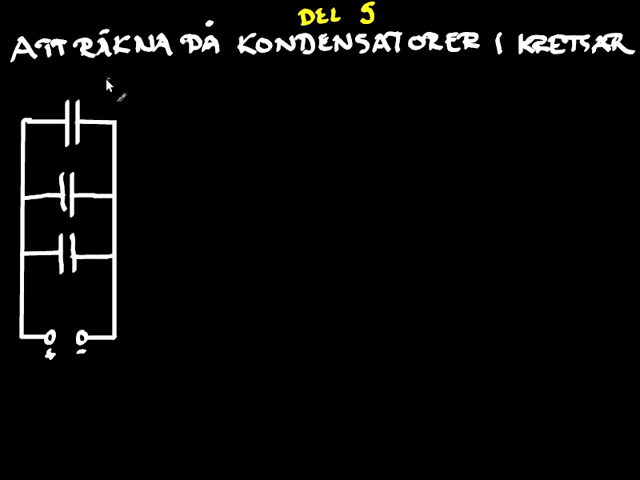 DEL 5
ATT RÄKNA PÅ KONDENSATORER I KRETSAR
+ -